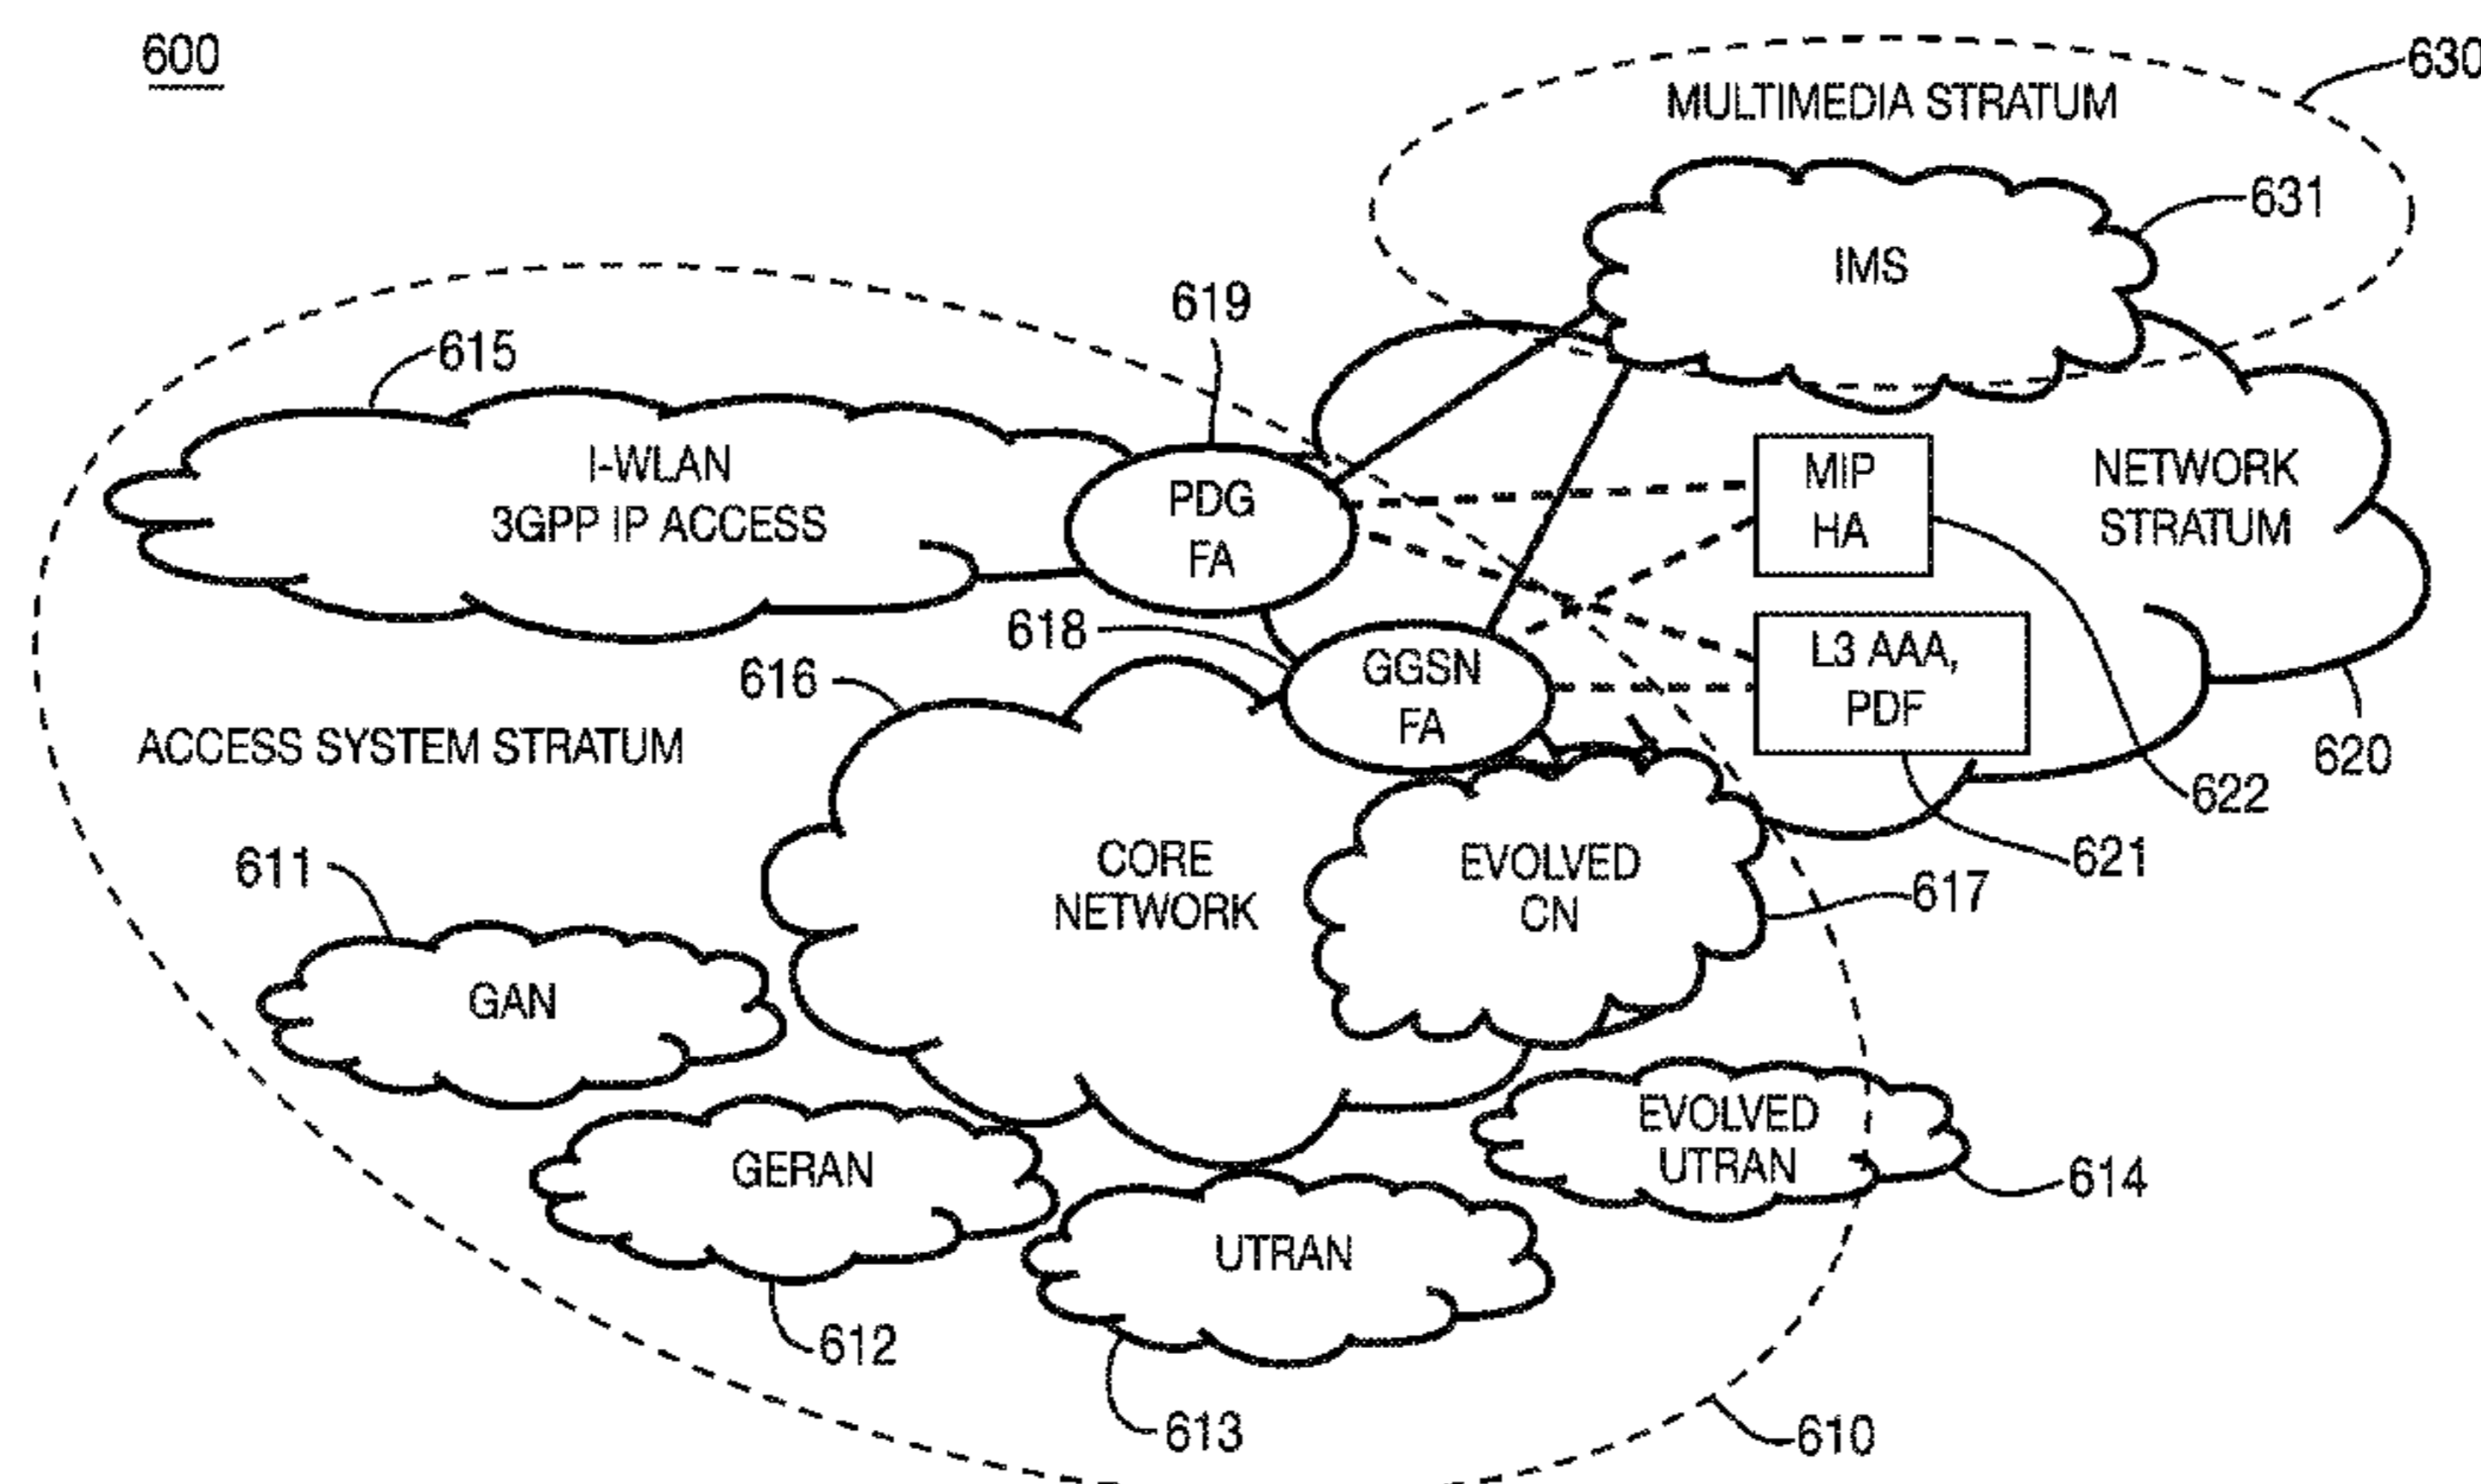 600
630
MULTIMEDIA STRATUM
631
IMS
619
615
I-WLAN
3GPP IP ACCESS
PDG
FA
MIP
HA
NETWORK
STRATUM
618
GGSN
FA
L3 AAA,
PDF
616
ACCESS SYSTEM STRATUM
620
622
621
611
CORE
NETWORK
EVOLVED
CN
617
GAN
GERAN
EVOLVED
UTRAN
614
UTRAN
612
613
610